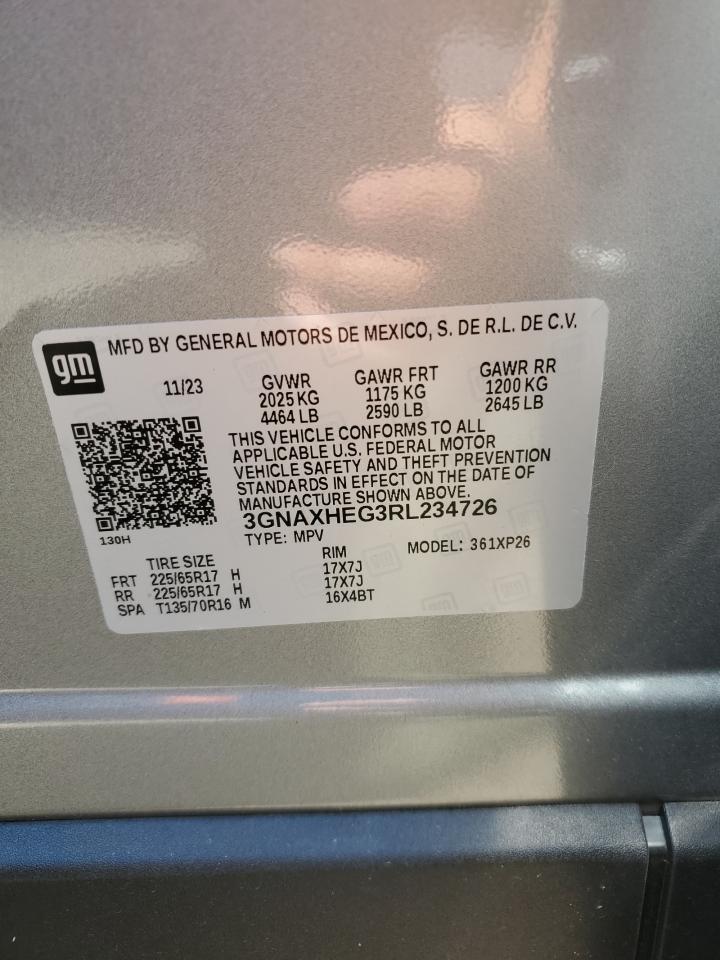 gm
MFD BY GENERAL MOTORS DE MEXICO, S. DE R.L. DE C.V.
11/23
GVWR
2025 KG
4464 LB
GAWR FRT
1175 KG
2590 LB
GAWR RR
1200 KG
2645 LB
THIS VEHICLE CONFORMS TO ALL
APPLICABLE U.S. FEDERAL MOTOR
VEHICLE SAFETY AND THEFT PREVENTION
STANDARDS IN EFFECT ON THE DATE OF
MANUFACTURE SHOWN ABOVE.
3GNAXHEG3RL234726
130H
TYPE: MPV
MODEL: 361XP26
TIRE SIZE
RIM
FRT 225/65R17 H 17X7J
RR 225/65R17 H 17X7J
SPA T135/70R16 M 16X4BT